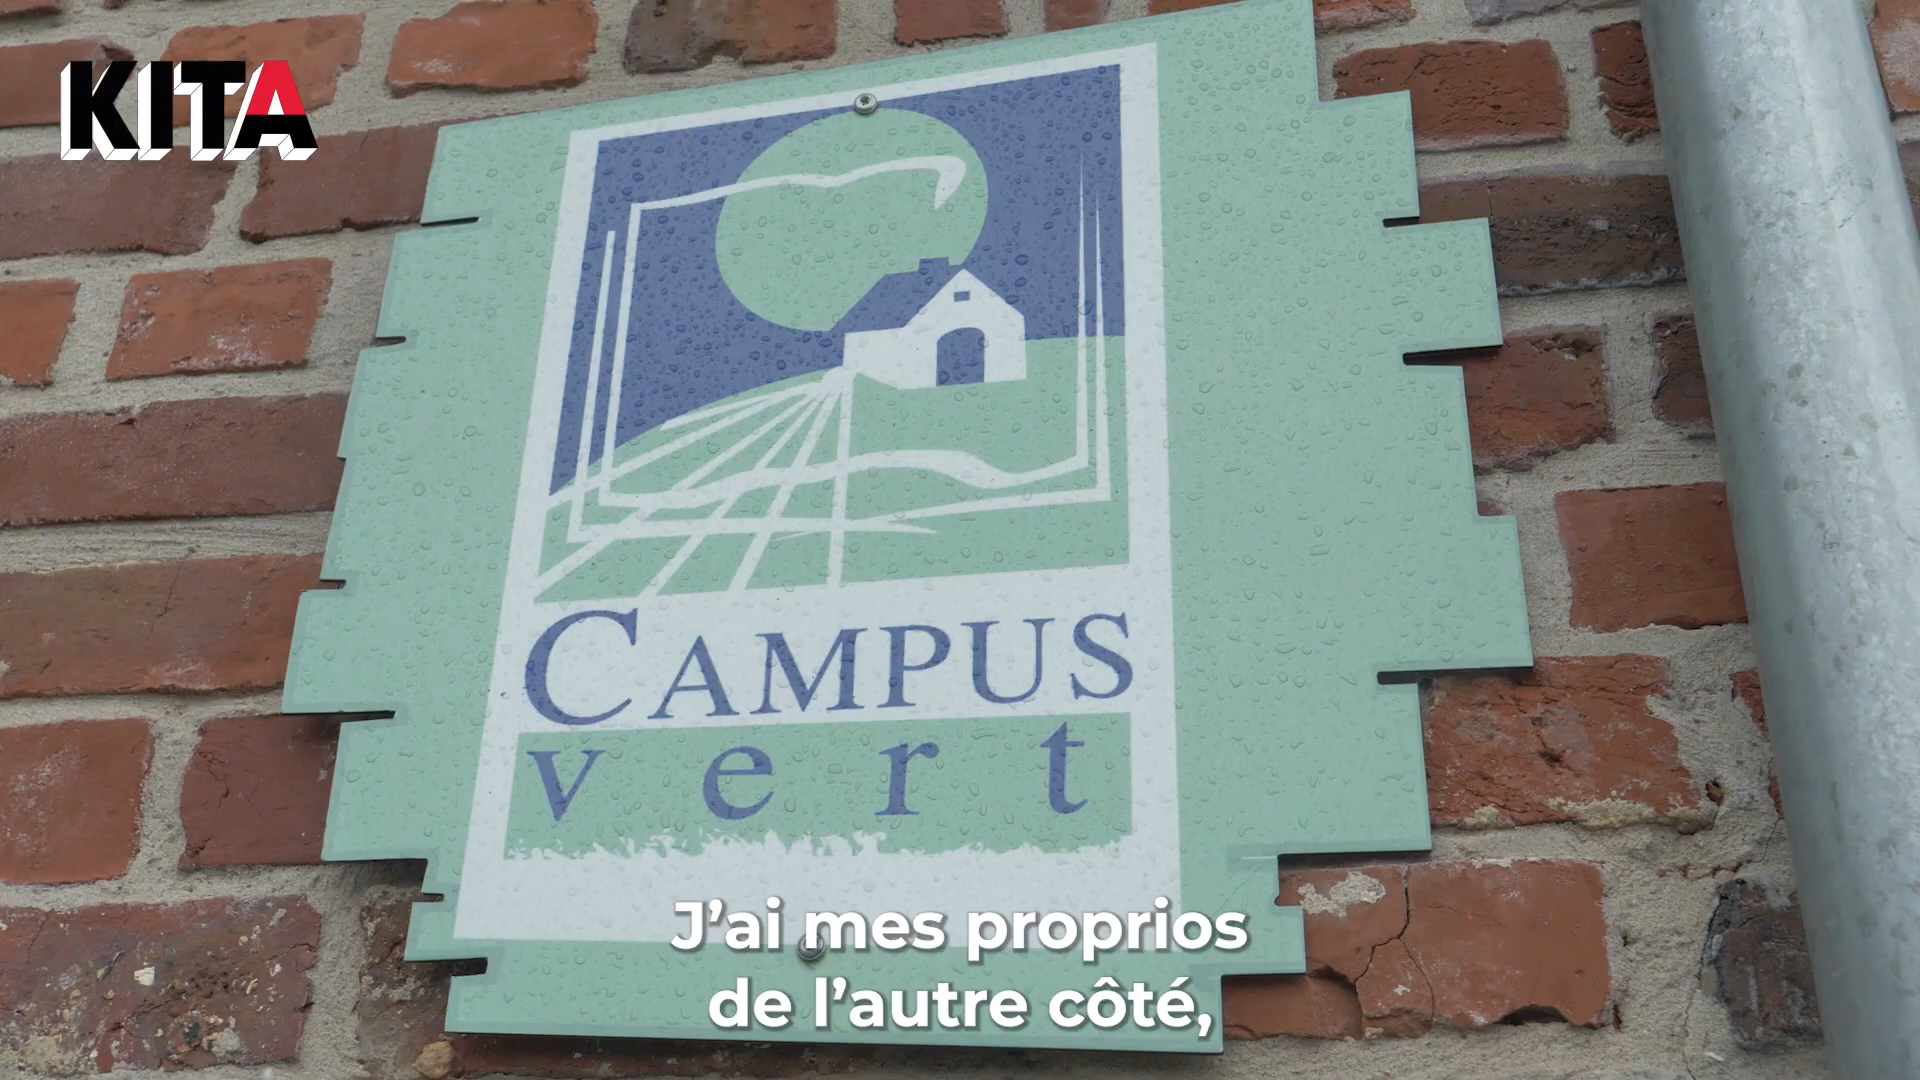 KITA
CAMPUS
vert
J’ai mes proprios
de l’autre côté,